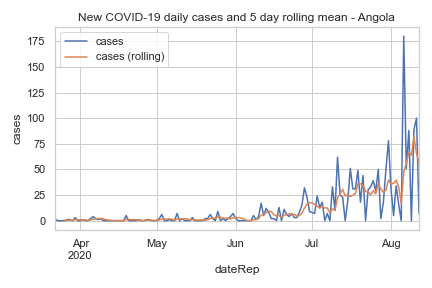 New COVID-19 daily cases and 5 day rolling mean - Angola
cases
cases (rolling)
175
150
125
100
75
50
25
0
cases
Apr
2020
May
Jun
Jul
Aug
dateRep